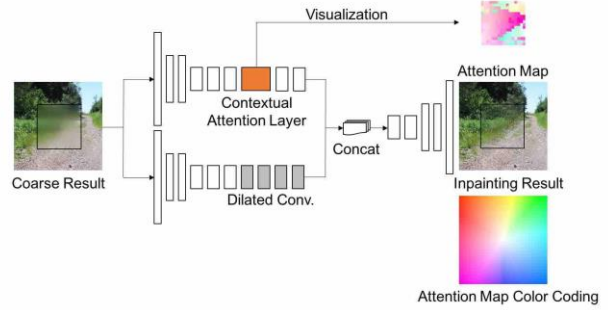 Visualization
Attention Map
Contextual
Attention Layer
Coarse Result
Concat
Inpainting Result
Dilated Conv.
Attention Map Color Coding